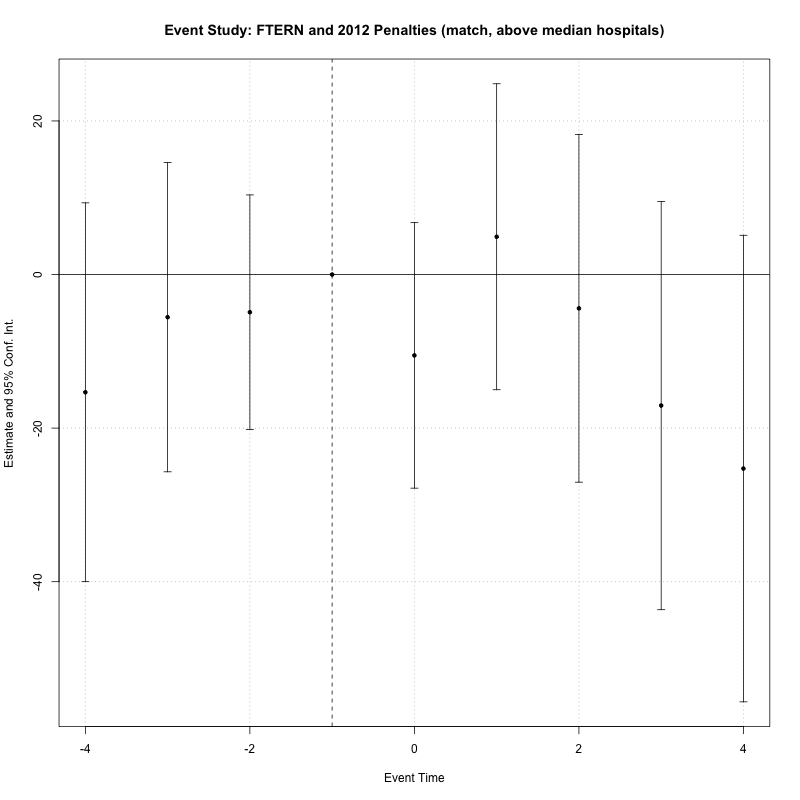 Event Study: FTERN and 2012 Penalties (match, above median hospitals)
Estimate and 95% Conf. Int.
20
0
-20
-40
-4 -2 0 2 4
Event Time